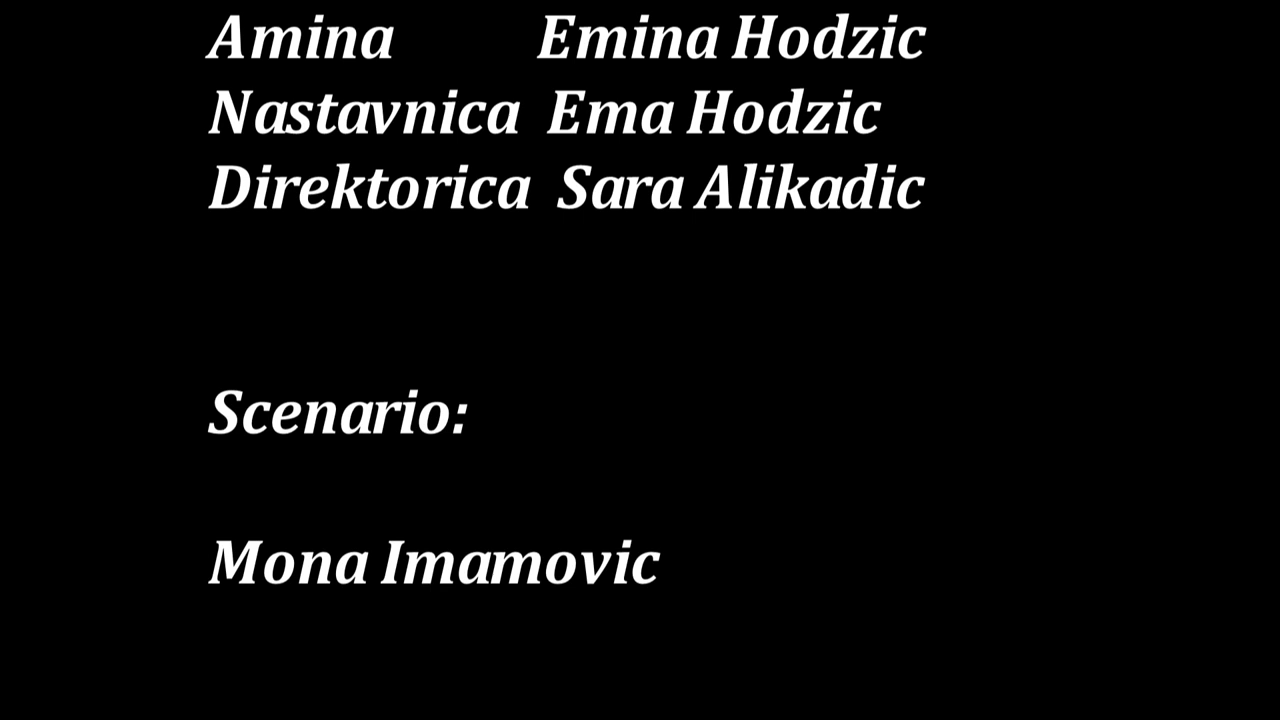 Amina Emina Hodzic
Nastavnica Ema Hodzic
Direktorica Sara Alikadic
Scenario:
Mona Imamovic